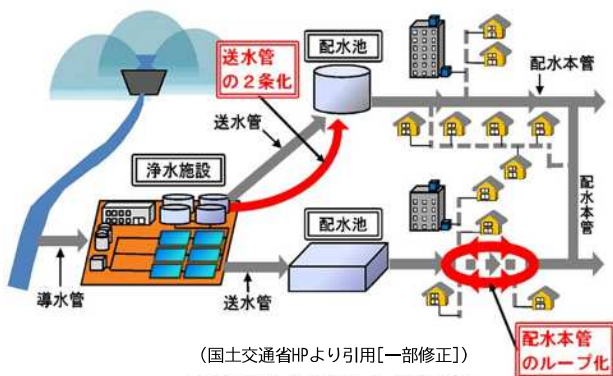 送水管
の２条化
配水池
配水本管
送水管
浄水施設
配水池
配水本管
導水管
送水管
配水本管
のループ化
（国土交通省HPより引用[一部修正]）